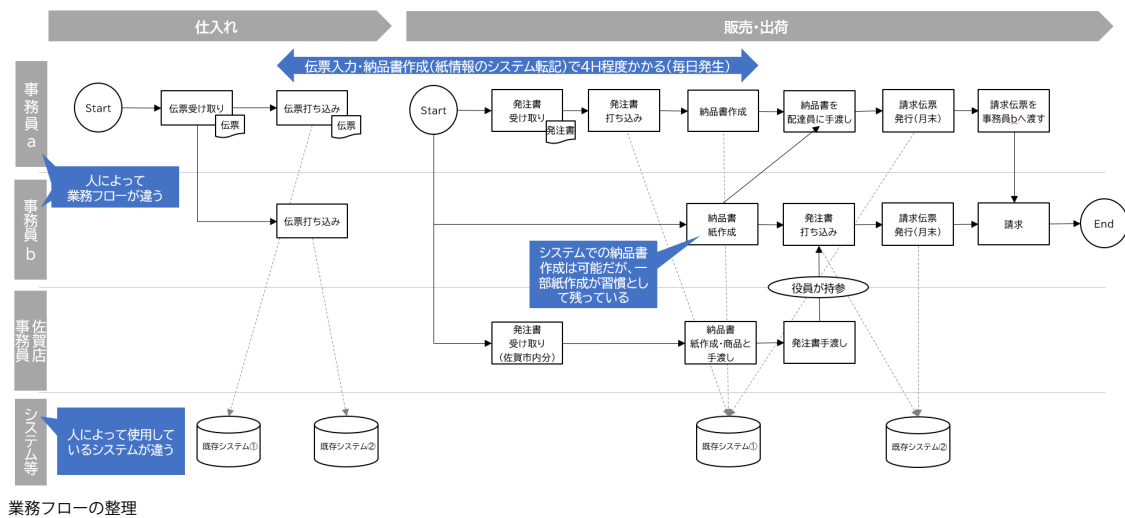 仕入れ
販売・出荷
伝票入力・納品書作成(紙情報のシステム転記)で4H程度かかる(毎日発生)
事務員a
Start
伝票受け取り
伝票
伝票打ち込み
伝票
Start
発注書
受け取り
発注書
発注書
打ち込み
納品書作成
納品書を
配達員に手渡し
請求伝票
発行(月末)
請求伝票を
事務員bへ渡す
人によって
業務フローが違う
事務員b
伝票打ち込み
納品書
紙作成
発注書
打ち込み
請求伝票
発行(月末)
請求
End
システムでの納品書
作成は可能だが、一
部紙作成が習慣とし
て残っている
役員が持参
佐賀店
事務員
発注書
受け取り
(佐賀市内分)
納品書
紙作成・商品と
手渡し
発注書手渡し
システム等
人によって使用して
いるシステムが違う
既存システム①
既存システム②
既存システム①
既存システム②
業務フローの整理